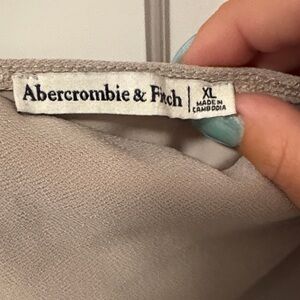 Abercrombie & Fitch
XL
MADE IN
CAMBODIA